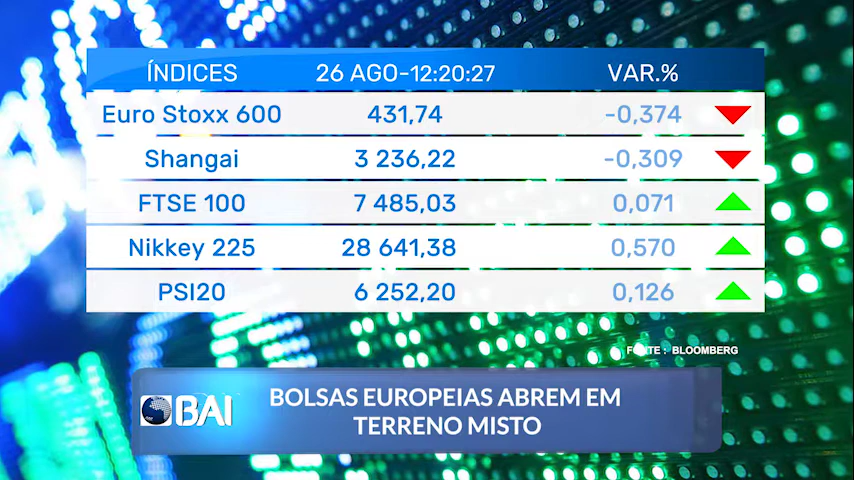 ÍNDICES 26 AGO-12:20:27 VAR.%
Euro Stoxx 600 431,74 -0,374
Shangai 3 236,22 -0,309
FTSE 100 7 485,03 0,071
Nikkey 225 28 641,38 0,570
PSI20 6 252,20 0,126
FONTE : BLOOMBERG
BAI
BOLSAS EUROPEIAS ABREM EM
TERRENO MISTO